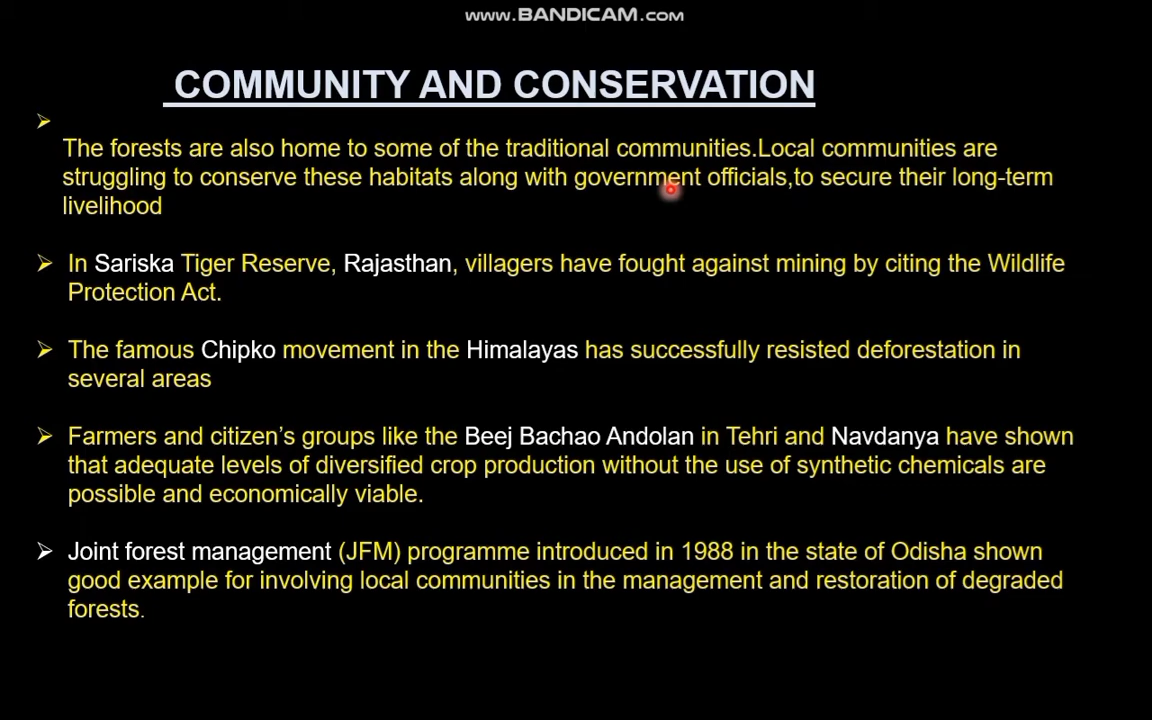 www.BANDICAM.com
COMMUNITY AND CONSERVATION
The forests are also home to some of the traditional communities.Local communities are
struggling to conserve these habitats along with government officials,to secure their long-term
livelihood
In Sariska Tiger Reserve, Rajasthan, villagers have fought against mining by citing the Wildlife
Protection Act.
The famous Chipko movement in the Himalayas has successfully resisted deforestation in
several areas
Farmers and citizen’s groups like the Beej Bachao Andolan in Tehri and Navdanya have shown
that adequate levels of diversified crop production without the use of synthetic chemicals are
possible and economically viable.
Joint forest management (JFM) programme introduced in 1988 in the state of Odisha shown
good example for involving local communities in the management and restoration of degraded
forests.